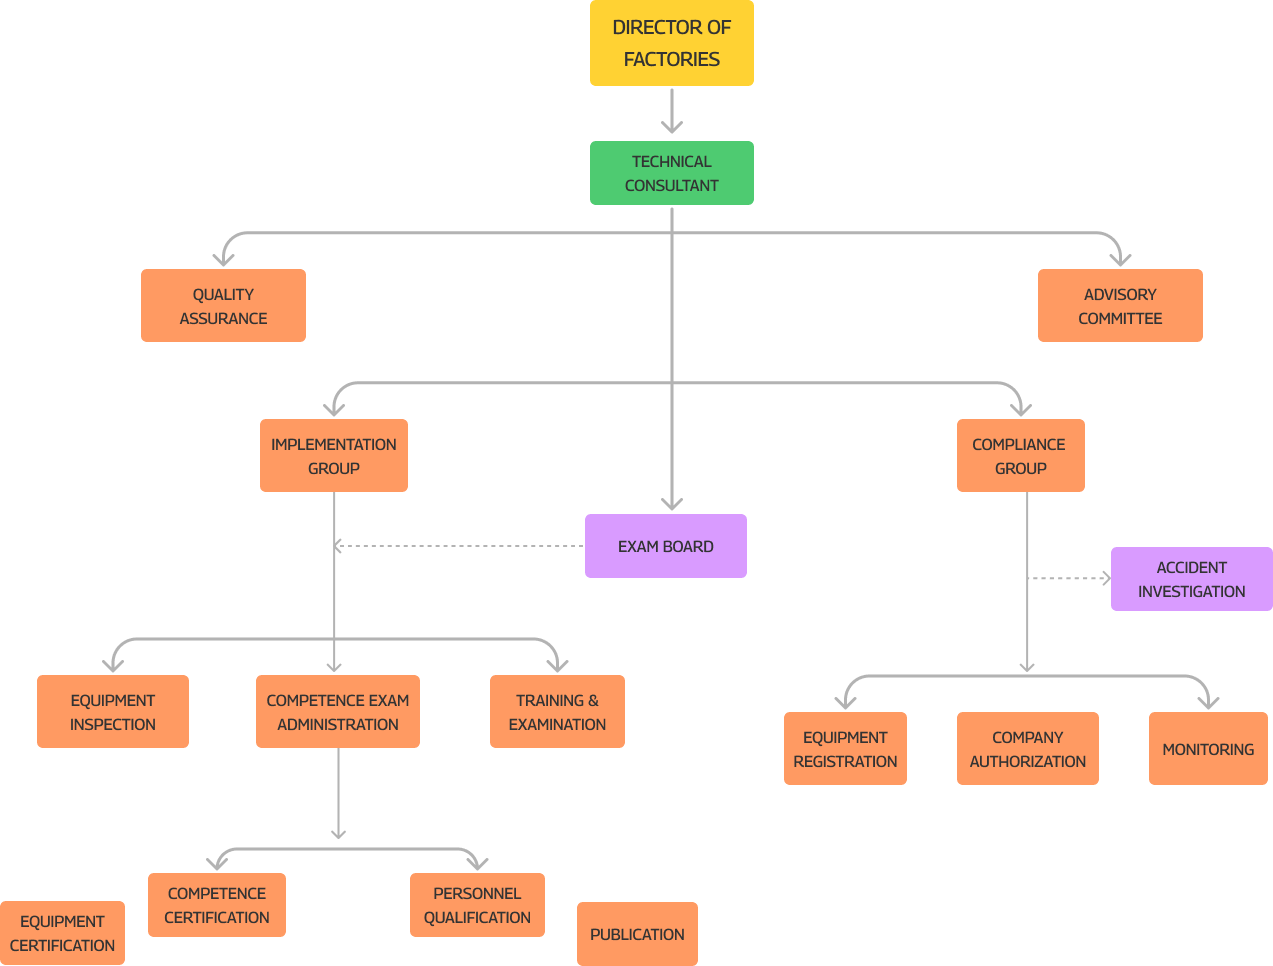 DIRECTOR OF
FACTORIES
TECHNICAL
CONSULTANT
QUALITY
ASSURANCE
ADVISORY
COMMITTEE
IMPLEMENTATION
GROUP
COMPLIANCE
GROUP
EXAM BOARD
ACCIDENT
INVESTIGATION
EQUIPMENT
INSPECTION
COMPETENCE EXAM
ADMINISTRATION
TRAINING &
EXAMINATION
EQUIPMENT
REGISTRATION
COMPANY
AUTHORIZATION
MONITORING
COMPETENCE
CERTIFICATION
PERSONNEL
QUALIFICATION
EQUIPMENT
CERTIFICATION
PUBLICATION